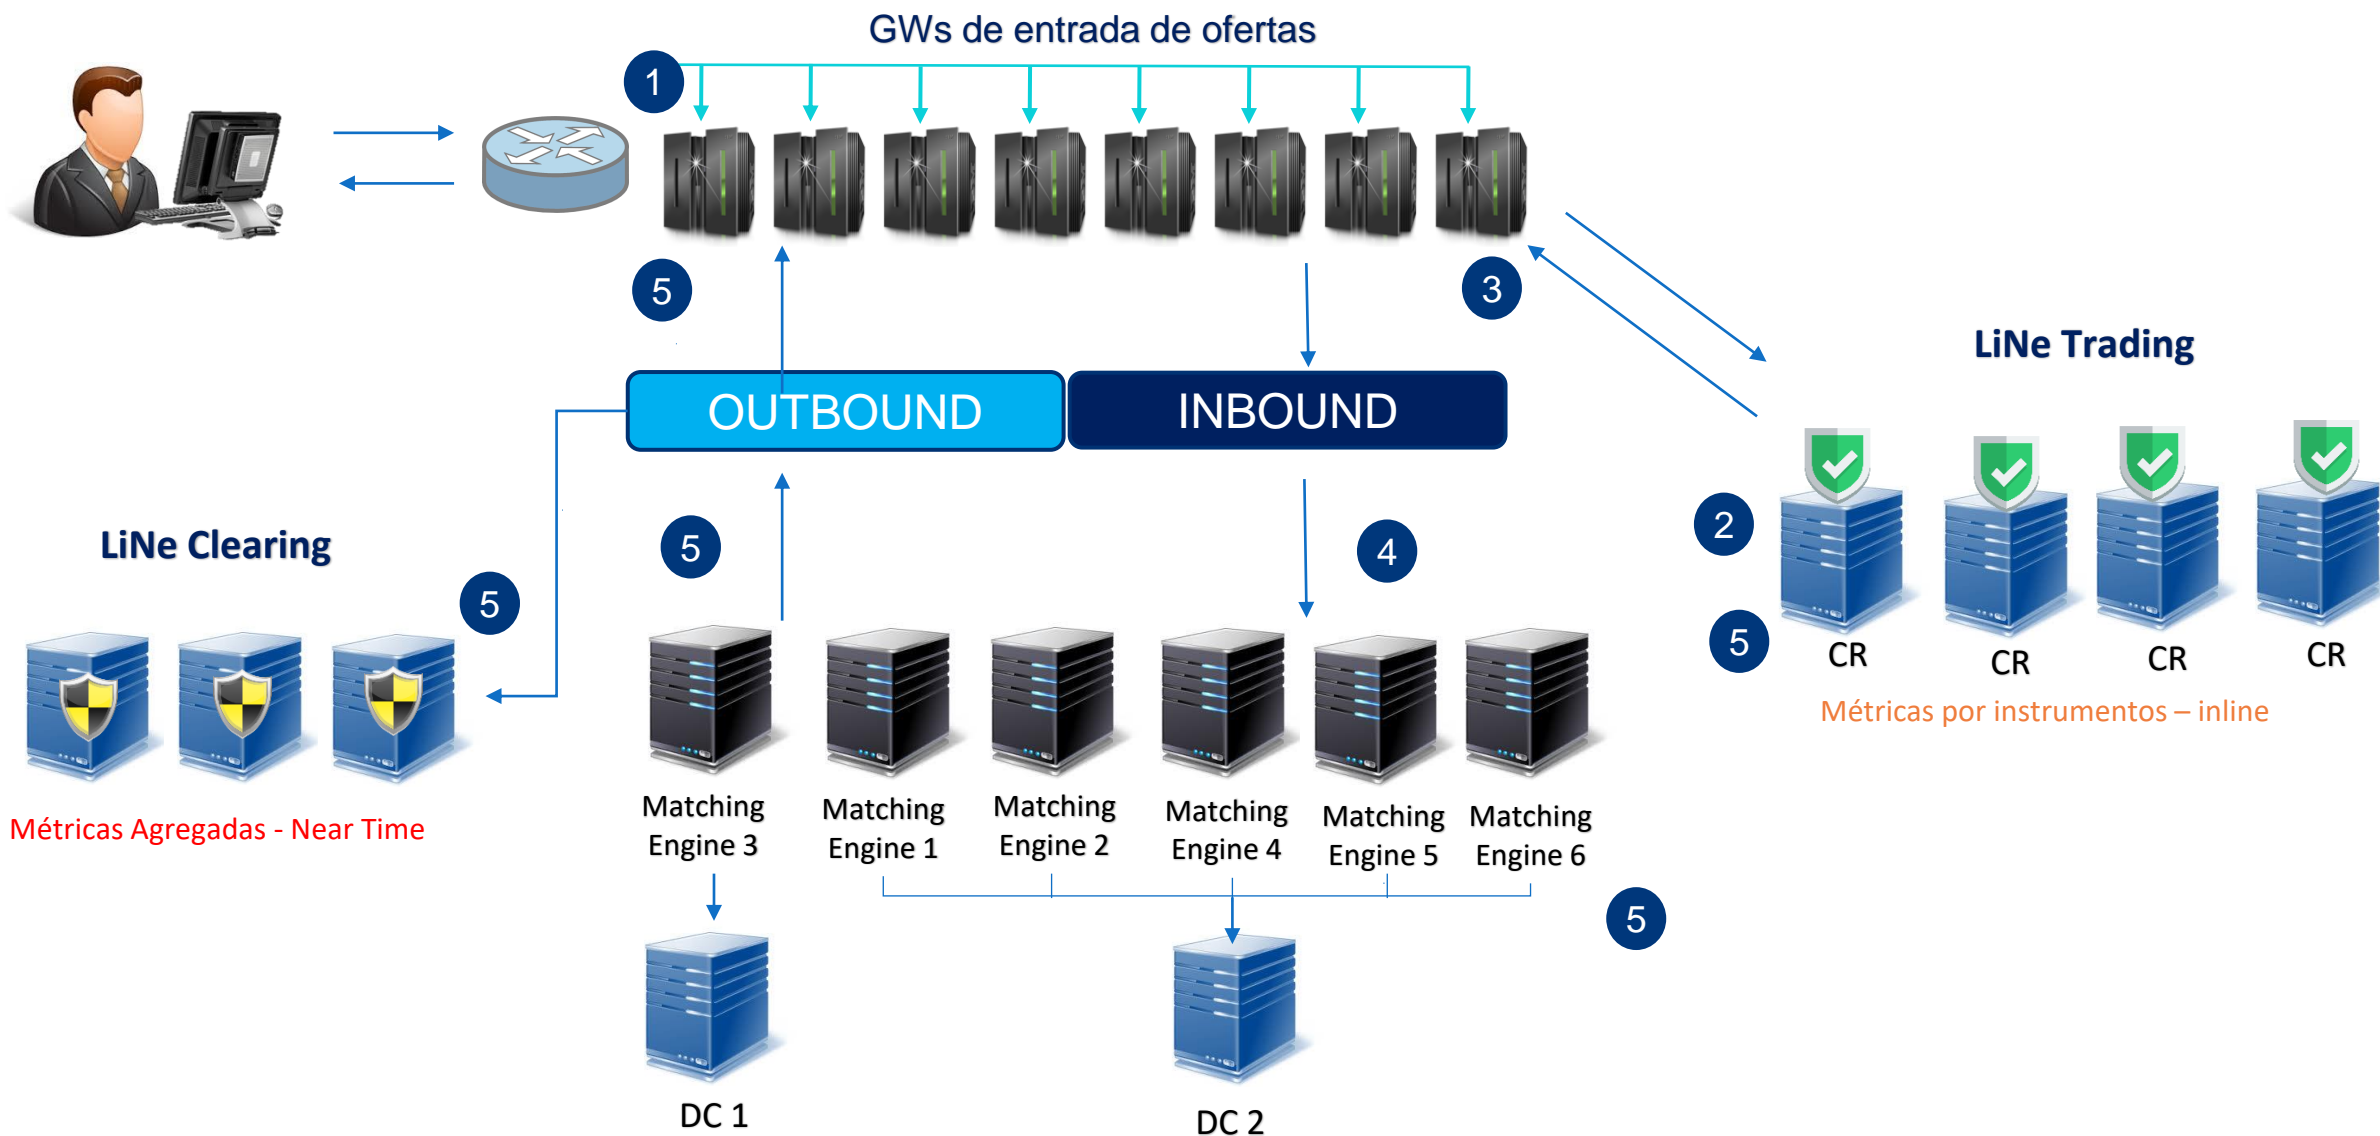 GWs de entrada de ofertas
1
5
3
LiNe Trading
OUTBOUND
INBOUND
LiNe Clearing
5
4
2
5
5
CR
CR
CR
CR
Métricas por instrumentos – inline
Métricas Agregadas - Near Time
Matching
Engine 3
Matching
Engine 1
Matching
Engine 2
Matching
Engine 4
Matching
Engine 5
Matching
Engine 6
5
DC 1
DC 2